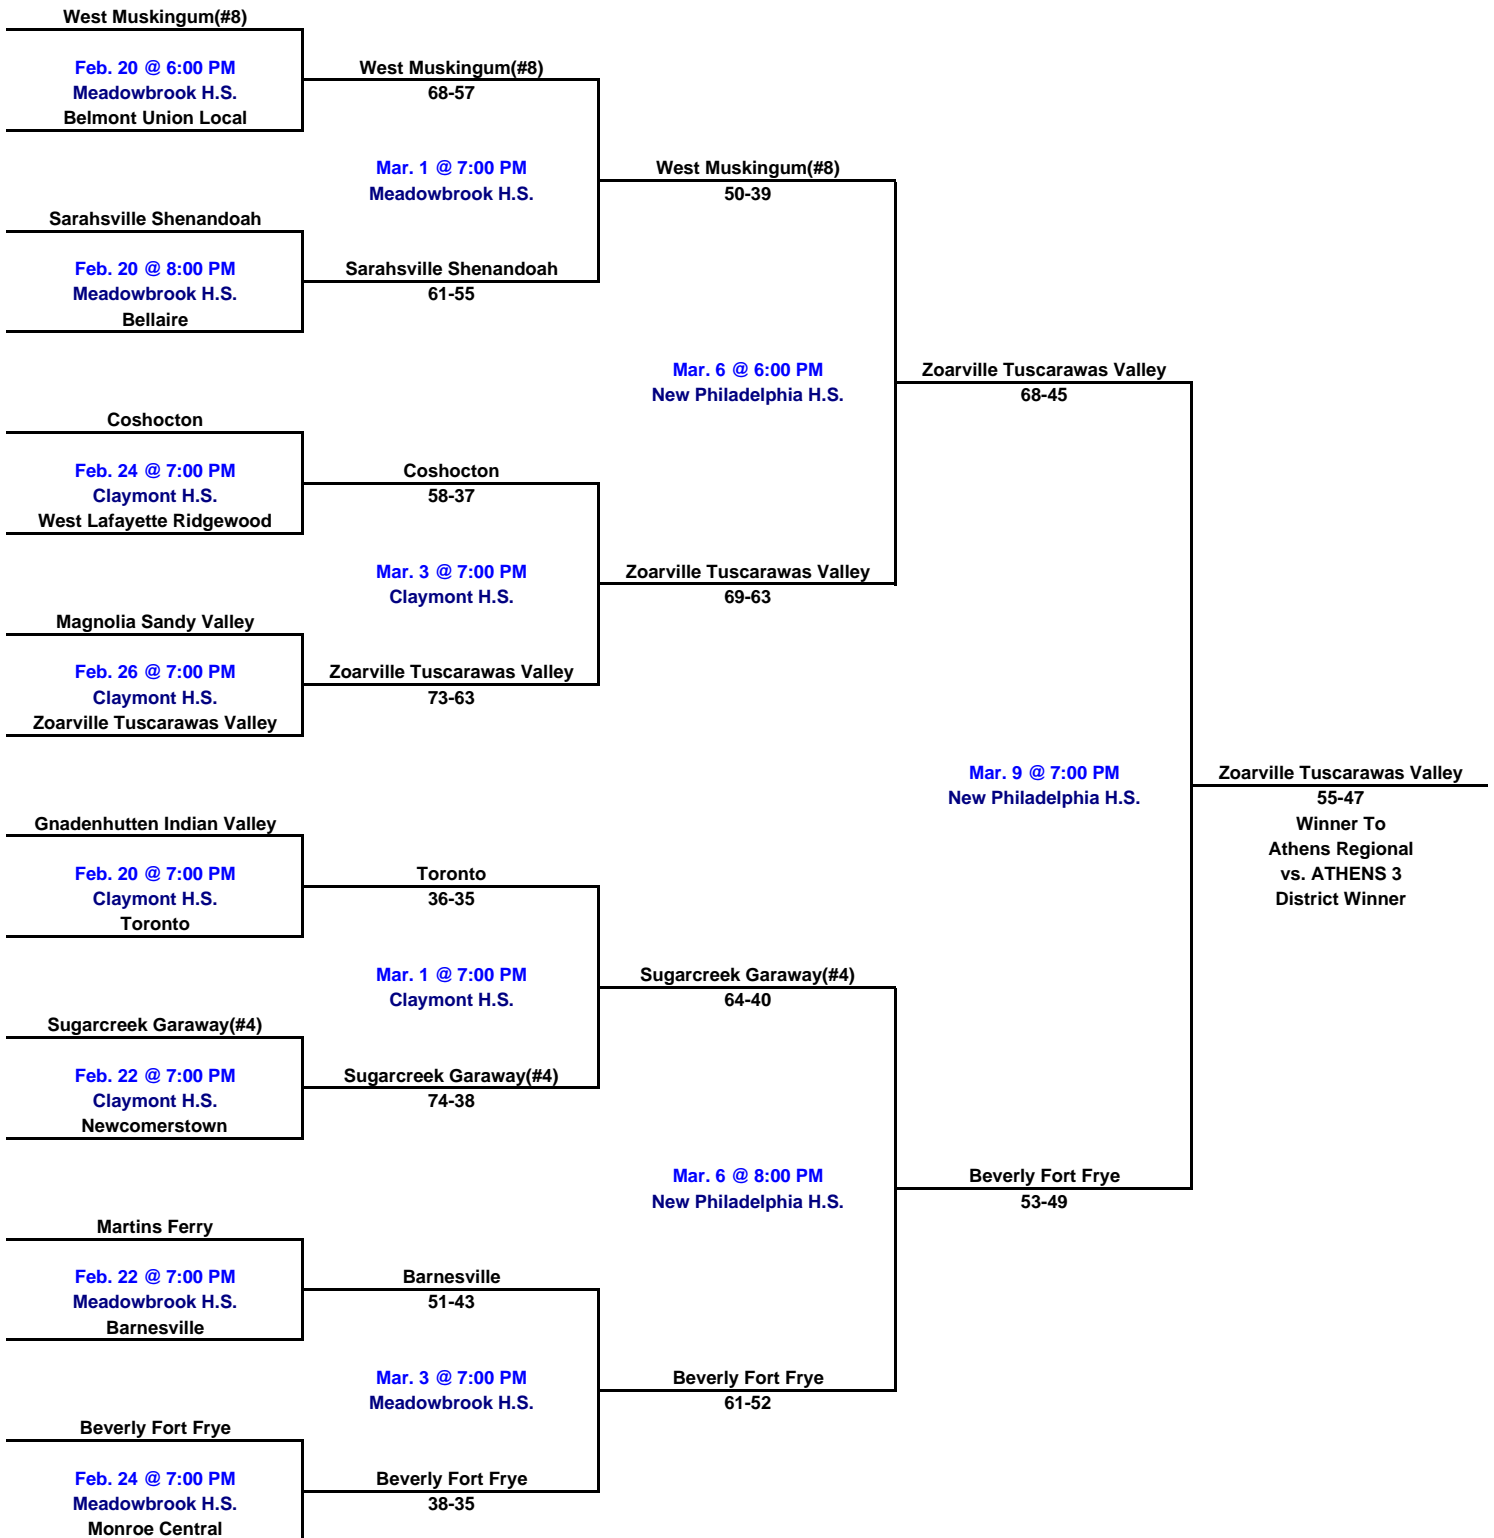 West Muskingum(#8)
Feb. 20 @ 6:00 PM
Meadowbrook H.S.
Belmont Union Local
Sarahsville Shenandoah
Feb. 20 @ 8:00 PM
Meadowbrook H.S.
Bellaire
Coshocton
Feb. 24 @ 7:00 PM
Claymont H.S.
West Lafayette Ridgewood
Magnolia Sandy Valley
Feb. 26 @ 7:00 PM
Claymont H.S.
Zoarville Tuscarawas Valley
Gnadenhutten Indian Valley
Feb. 20 @ 7:00 PM
Claymont H.S.
Toronto
Sugarcreek Garaway(#4)
Feb. 22 @ 7:00 PM
Claymont H.S.
Newcomerstown
Martins Ferry
Feb. 22 @ 7:00 PM
Meadowbrook H.S.
Barnesville
Beverly Fort Frye
Feb. 24 @ 7:00 PM
Meadowbrook H.S.
Monroe Central
West Muskingum(#8)
68-57
Mar. 1 @ 7:00 PM
Meadowbrook H.S.
Sarahsville Shenandoah
61-55
Coshocton
58-37
Mar. 3 @ 7:00 PM
Claymont H.S.
Zoarville Tuscarawas Valley
73-63
Toronto
36-35
Mar. 1 @ 7:00 PM
Claymont H.S.
Sugarcreek Garaway(#4)
74-38
Barnesville
51-43
Mar. 3 @ 7:00 PM
Meadowbrook H.S.
Beverly Fort Frye
38-35
West Muskingum(#8)
50-39
Mar. 6 @ 6:00 PM
New Philadelphia H.S.
Zoarville Tuscarawas Valley
69-63
Sugarcreek Garaway(#4)
64-40
Mar. 6 @ 8:00 PM
New Philadelphia H.S.
Beverly Fort Frye
61-52
Zoarville Tuscarawas Valley
68-45
Mar. 9 @ 7:00 PM
New Philadelphia H.S.
Beverly Fort Frye
53-49
Zoarville Tuscarawas Valley
55-47
Winner To
Athens Regional
vs. ATHENS 3
District Winner